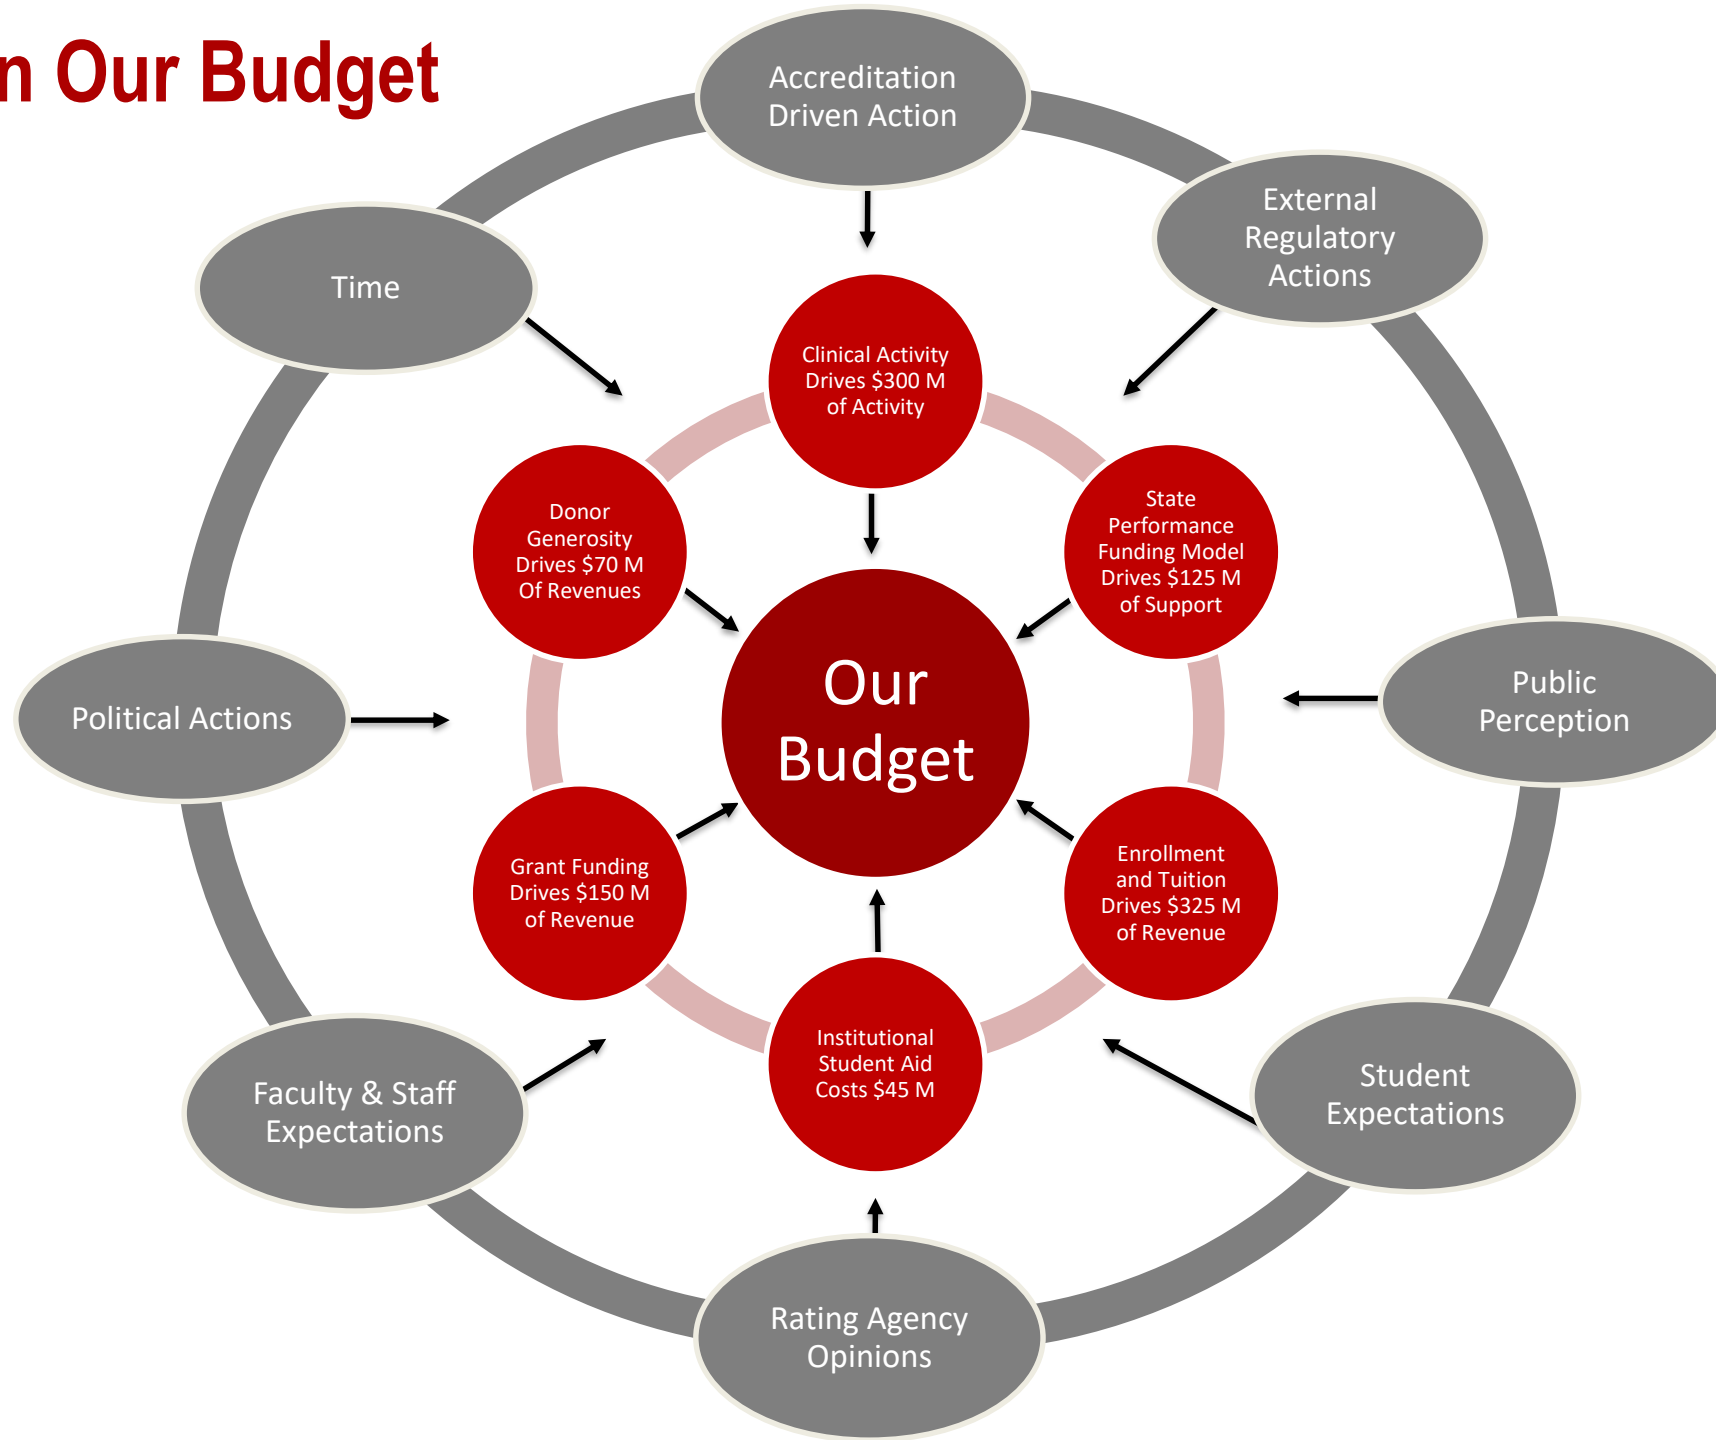 n Our Budget
Accreditation
Driven Action
External
Regulatory
Actions
Time
Clinical Activity
Drives $300 M
of Activity
Donor
Generosity
Drives $70 M
Of Revenues
State
Performance
Funding Model
Drives $125 M
of Support
Our
Budget
Political Actions
Public
Perception
Grant Funding
Drives $150 M
of Revenue
Enrollment
and Tuition
Drives $325 M
of Revenue
Institutional
Student Aid
Costs $45 M
Faculty & Staff
Expectations
Student
Expectations
Rating Agency
Opinions